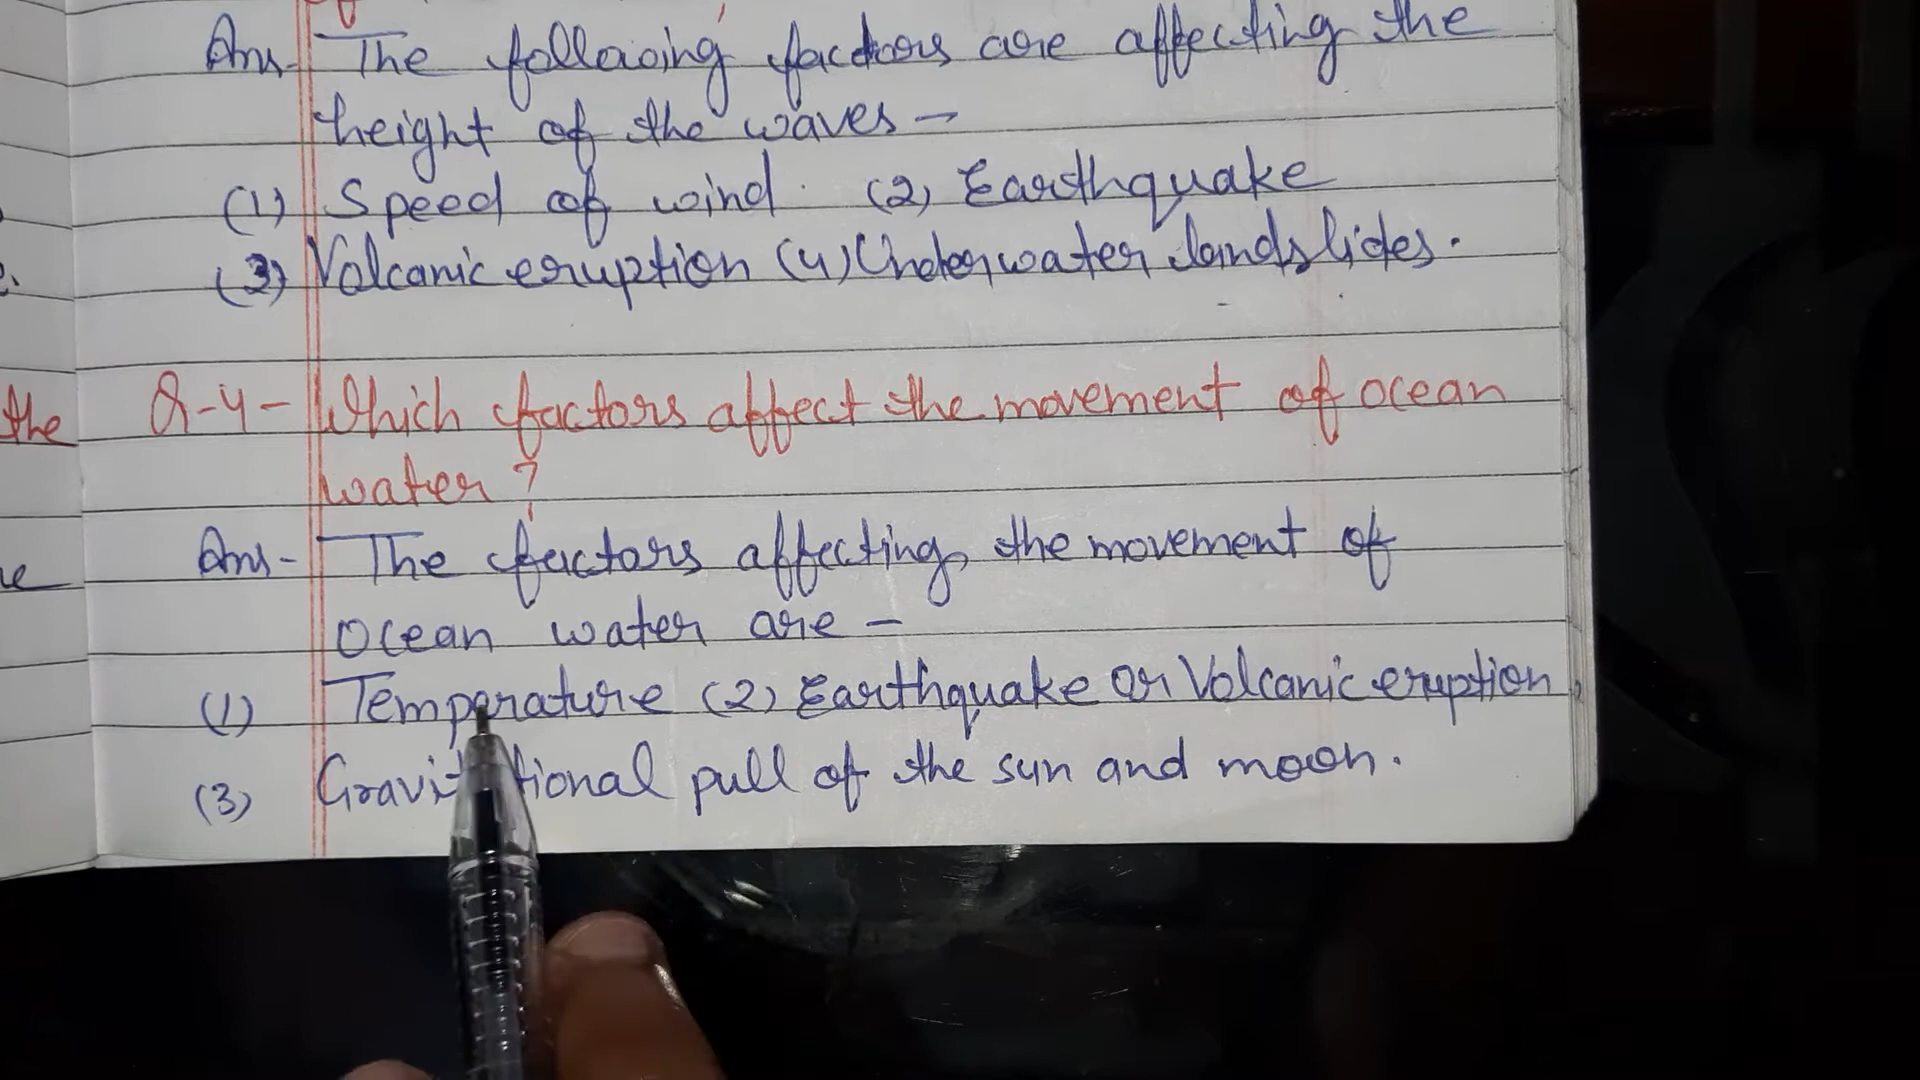 Ans- The following factors are affecting the
height of the waves -
(1) Speed of wind. (2) Earthquake
(3) Volcanic eruption (4) Underwater landslides.
the Q-4- Which factors affect the movement of ocean
water?
Ans- The factors affecting, the movement of
Ocean water are -
(1) Temperature (2) Earthquake or Volcanic eruption,
(3) Gravitational pull of the sun and moon.